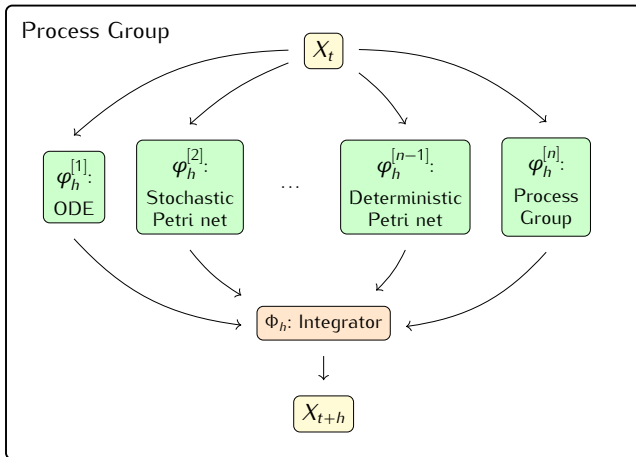 Process Group
X_t
φ_h^{[1]}:
ODE
φ_h^{[2]}:
Stochastic
Petri net
...
φ_h^{[n−1]}:
Deterministic
Petri net
φ_h^{[n]}:
Process
Group
Φ_h: Integrator
X_{t+h}